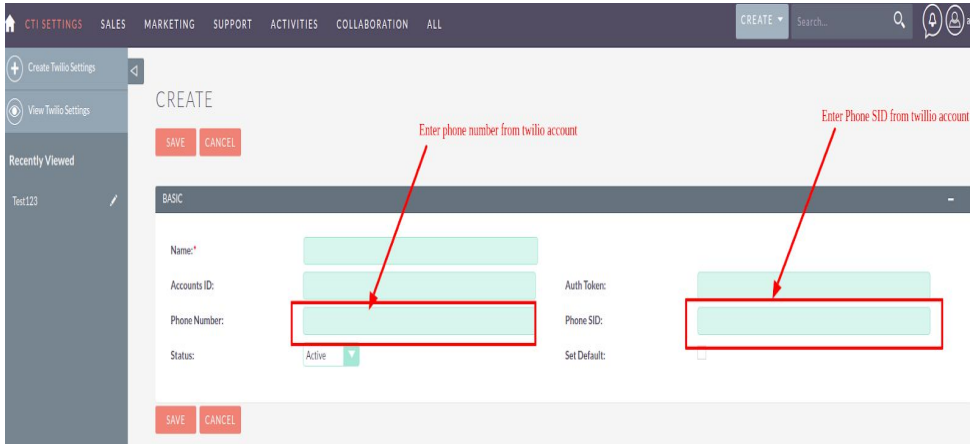 CTI SETTINGS SALES MARKETING SUPPORT ACTIVITIES COLLABORATION ALL CREATE Search... a
Create Twilio Settings
View Twilio Settings
Recently Viewed
Test123
CREATE
Enter phone number from twilio account
Enter Phone SID from twillio account
SAVE CANCEL
BASIC
Name:*
Accounts ID: Auth Token:
Phone Number: Phone SID:
Status: Active Set Default:
SAVE CANCEL